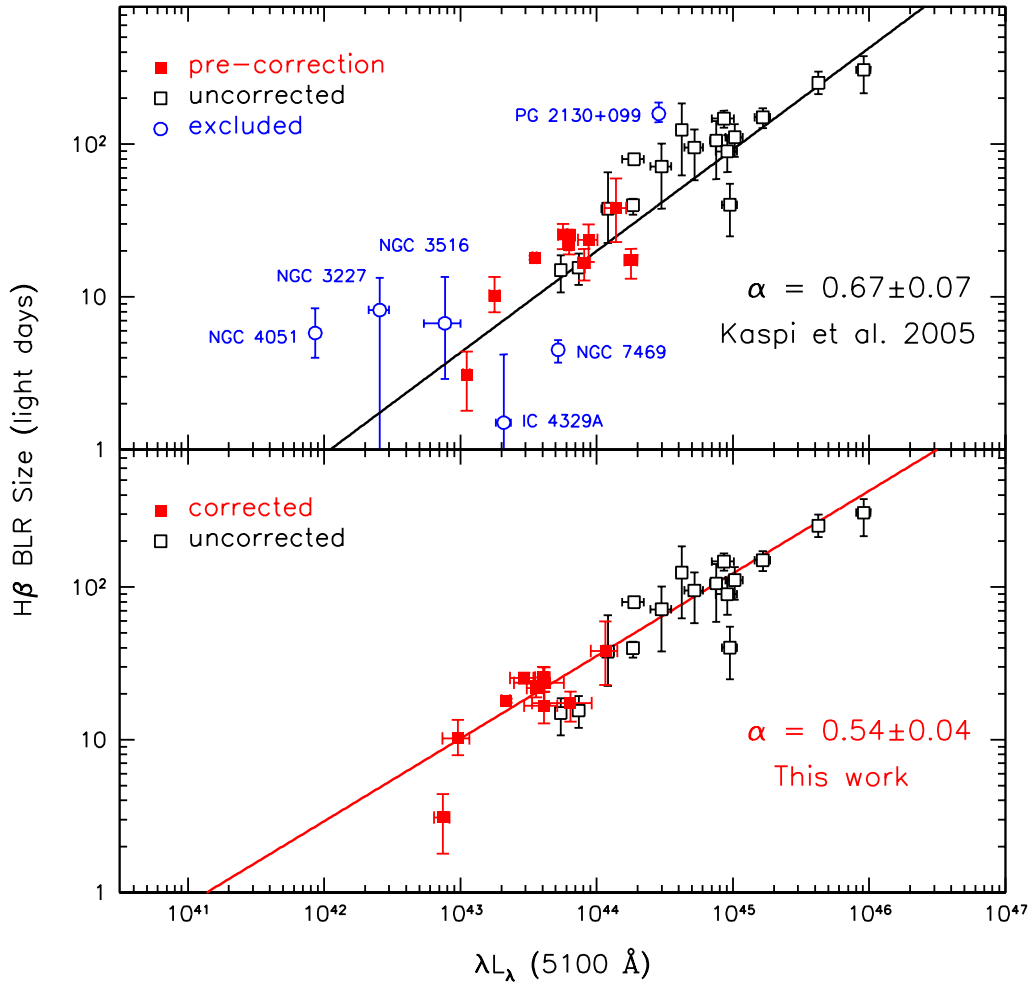 pre-correction
uncorrected
excluded
PG 2130+099
NGC 3516
NGC 3227
NGC 4051
NGC 7469
IC 4329A
α = 0.67±0.07
Kaspi et al. 2005
10²
10
1
Hβ BLR Size (light days)
corrected
uncorrected
α = 0.54±0.04
This work
10²
10
1
10⁴¹ 10⁴² 10⁴³ 10⁴⁴ 10⁴⁵ 10⁴⁶ 10⁴⁷
λL_λ (5100 Å)